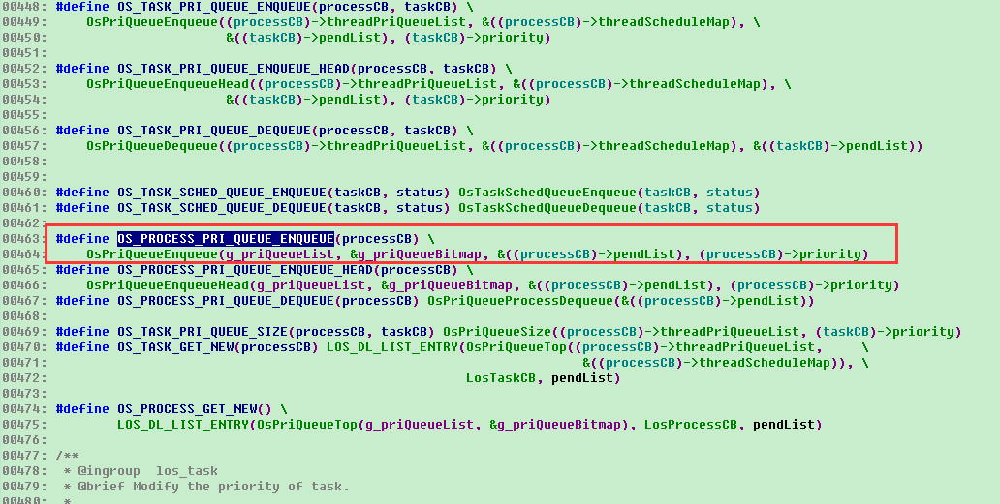 00448: #define OS_TASK_PRI_QUEUE_ENQUEUE(processCB, taskCB) \
00449:     OsPriQueueEnqueue((processCB)->threadPriQueueList, &((processCB)->threadScheduleMap), \
00450:                       &((taskCB)->pendList), (taskCB)->priority)
00451:
00452: #define OS_TASK_PRI_QUEUE_ENQUEUE_HEAD(processCB, taskCB) \
00453:     OsPriQueueEnqueueHead((processCB)->threadPriQueueList, &((processCB)->threadScheduleMap), \
00454:                       &((taskCB)->pendList), (taskCB)->priority)
00455:
00456: #define OS_TASK_PRI_QUEUE_DEQUEUE(processCB, taskCB) \
00457:     OsPriQueueDequeue((processCB)->threadPriQueueList, &((processCB)->threadScheduleMap), &((taskCB)->pendList))
00458:
00459:
00460: #define OS_TASK_SCHED_QUEUE_ENQUEUE(taskCB, status) OsTaskSchedQueueEnqueue(taskCB, status)
00461: #define OS_TASK_SCHED_QUEUE_DEQUEUE(taskCB, status) OsTaskSchedQueueDequeue(taskCB, status)
00462:
00463: #define OS_PROCESS_PRI_QUEUE_ENQUEUE(processCB) \
00464:     OsPriQueueEnqueue(g_priQueueList, &g_priQueueBitmap, &((processCB)->pendList), (processCB)->priority)
00465: #define OS_PROCESS_PRI_QUEUE_ENQUEUE_HEAD(processCB) \
00466:     OsPriQueueEnqueueHead(g_priQueueList, &g_priQueueBitmap, &((processCB)->pendList), (processCB)->priority)
00467: #define OS_PROCESS_PRI_QUEUE_DEQUEUE(processCB) OsPriQueueProcessDequeue(&((processCB)->pendList))
00468:
00469: #define OS_TASK_PRI_QUEUE_SIZE(processCB, taskCB) OsPriQueueSize((processCB)->threadPriQueueList, (taskCB)->priority)
00470: #define OS_TASK_GET_NEW(processCB) LOS_DL_LIST_ENTRY(OsPriQueueTop((processCB)->threadPriQueueList,     \
00471:                                                                    &((processCB)->threadScheduleMap)), \
00472:                                                      LosTaskCB, pendList)
00473:
00474: #define OS_PROCESS_GET_NEW() \
00475:         LOS_DL_LIST_ENTRY(OsPriQueueTop(g_priQueueList, &g_priQueueBitmap), LosProcessCB, pendList)
00476:
00477: /**
00478:  * @ingroup  los_task
00479:  * @brief Modify the priority of task.
00480:  *